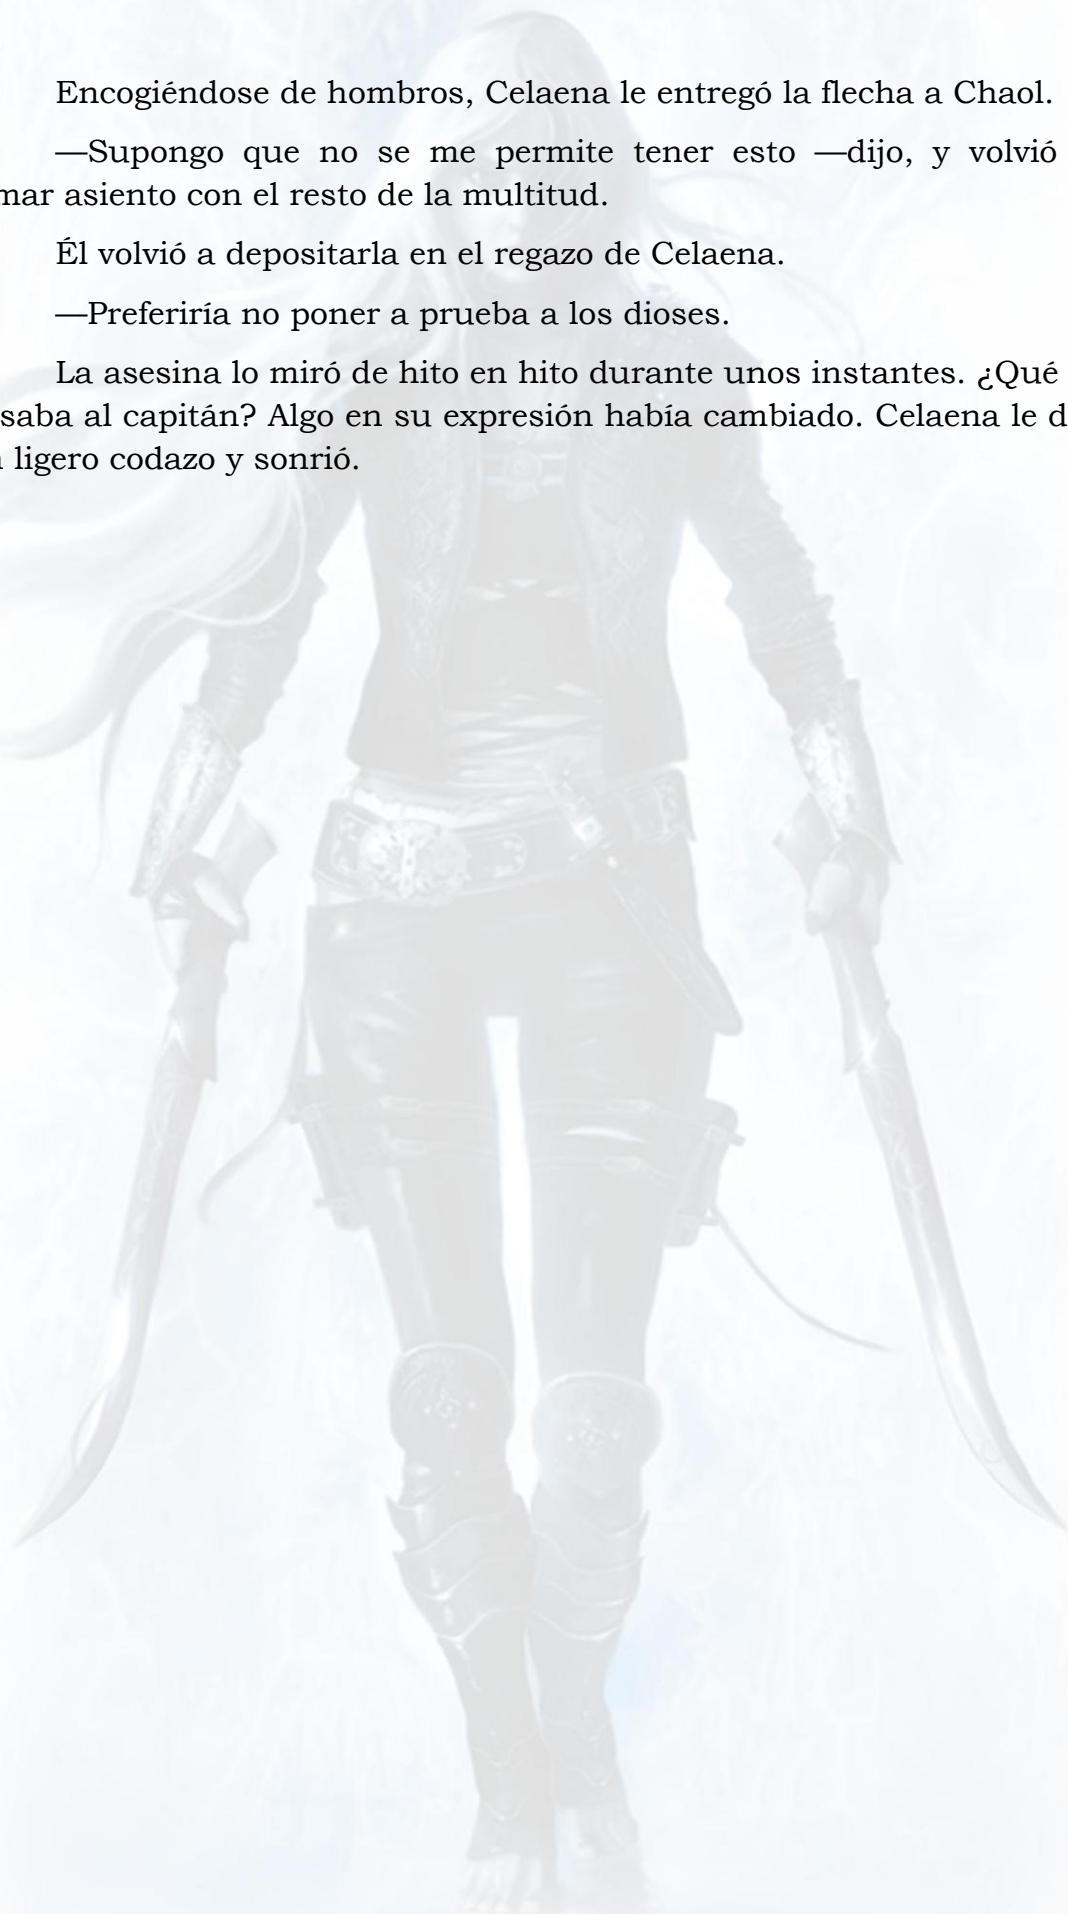 Encogiéndose de hombros, Celaena le entregó la flecha a Chaol.
—Supongo que no se me permite tener esto —dijo, y volvió
mar asiento con el resto de la multitud.
Él volvió a depositarla en el regazo de Celaena.
—Preferiría no poner a prueba a los dioses.
La asesina lo miró de hito en hito durante unos instantes. ¿Qué
saba al capitán? Algo en su expresión había cambiado. Celaena le d
ligero codazo y sonrió.